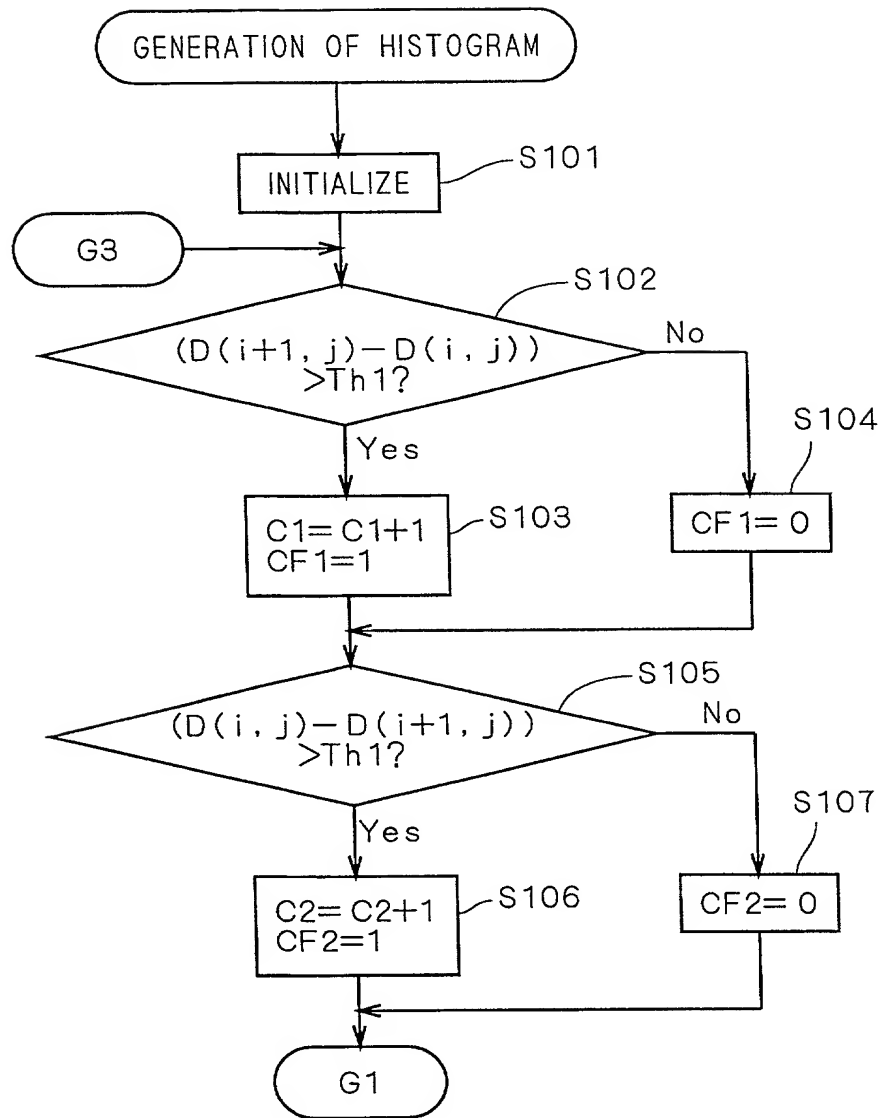 GENERATION OF HISTOGRAM
S101
INITIALIZE
G3
S102
(D(i+1, j)-D(i, j))
>Th1?
No
Yes
S104
S103
C1=C1+1
CF1=1
CF1=0
S105
(D(i, j)-D(i+1, j))
>Th1?
No
Yes
S107
S106
C2=C2+1
CF2=1
CF2=0
G1